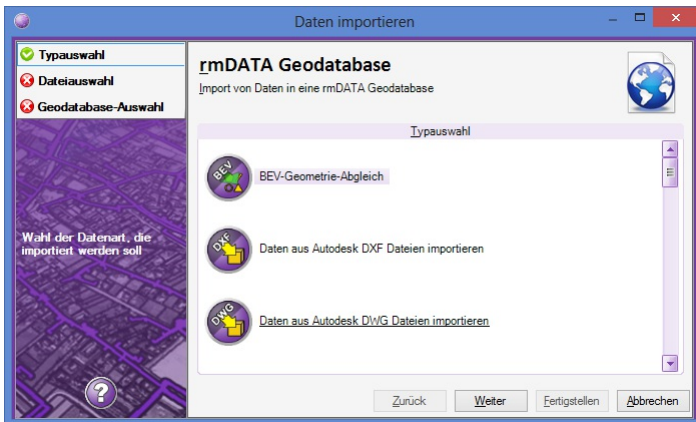 Daten importieren
Typauswahl
Dateiauswahl
Geodatabase-Auswahl
Wahl der Datenart, die
importiert werden soll
?
rmDATA Geodatabase
Import von Daten in eine rmDATA Geodatabase
Typauswahl
BEV
BEV-Geometrie-Abgleich
DXF
Daten aus Autodesk DXF Dateien importieren
DWG
Daten aus Autodesk DWG Dateien importieren
Zurück
Weiter
Fertigstellen
Abbrechen